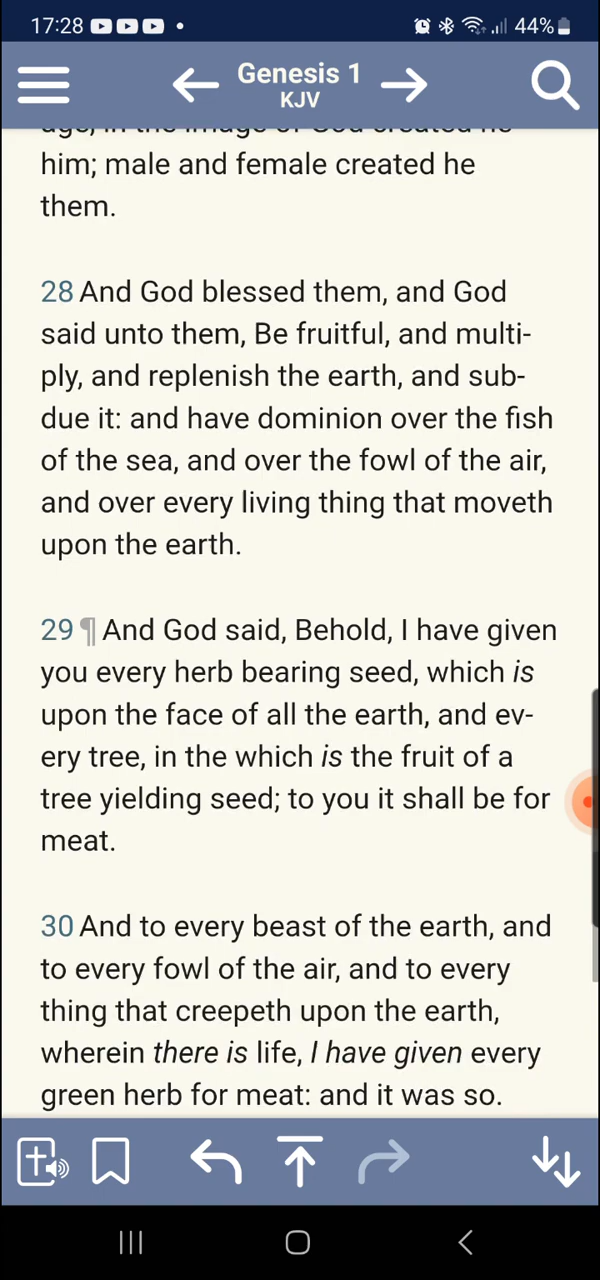 17:28 44%
Genesis 1
KJV
him; male and female created he
them.
28 And God blessed them, and God
said unto them, Be fruitful, and multi-
ply, and replenish the earth, and sub-
due it: and have dominion over the fish
of the sea, and over the fowl of the air,
and over every living thing that moveth
upon the earth.
29 ¶ And God said, Behold, I have given
you every herb bearing seed, which is
upon the face of all the earth, and ev-
ery tree, in the which is the fruit of a
tree yielding seed; to you it shall be for
meat.
30 And to every beast of the earth, and
to every fowl of the air, and to every
thing that creepeth upon the earth,
wherein there is life, I have given every
green herb for meat: and it was so.